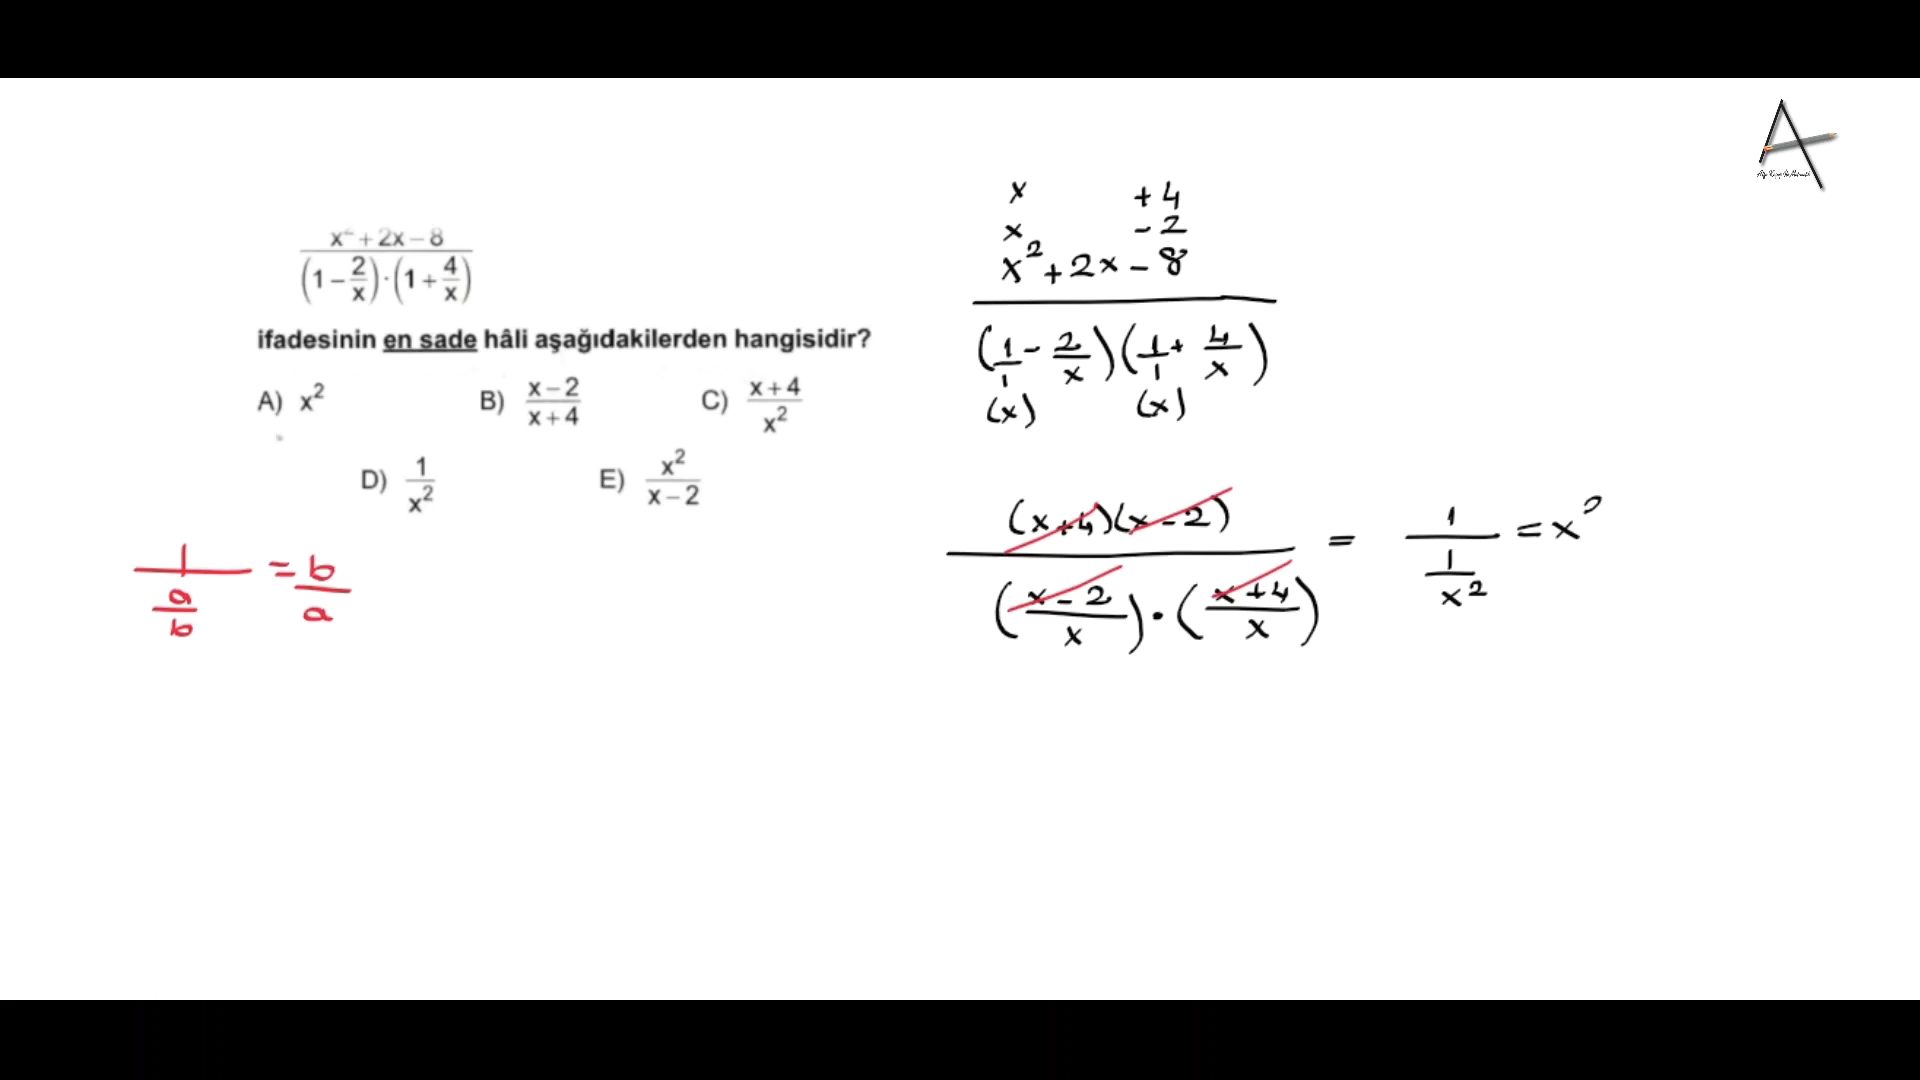 x² + 2x – 8
(1 – 2/x) · (1 + 4/x)
ifadesinin en sade hâli aşağıdakilerden hangisidir?
A) x² B) x – 2 / x + 4 C) x + 4 / x²
D) 1 / x² E) x² / x – 2
1 / (a/b) = b/a
x +4
x -2
x² + 2x - 8
(1/1 - 2/x)(1/1 + 4/x)
(x) (x)
(x+4)(x-2) / ((x-2)/x) · ((x+4)/x) = 1 / (1/x²) = x²